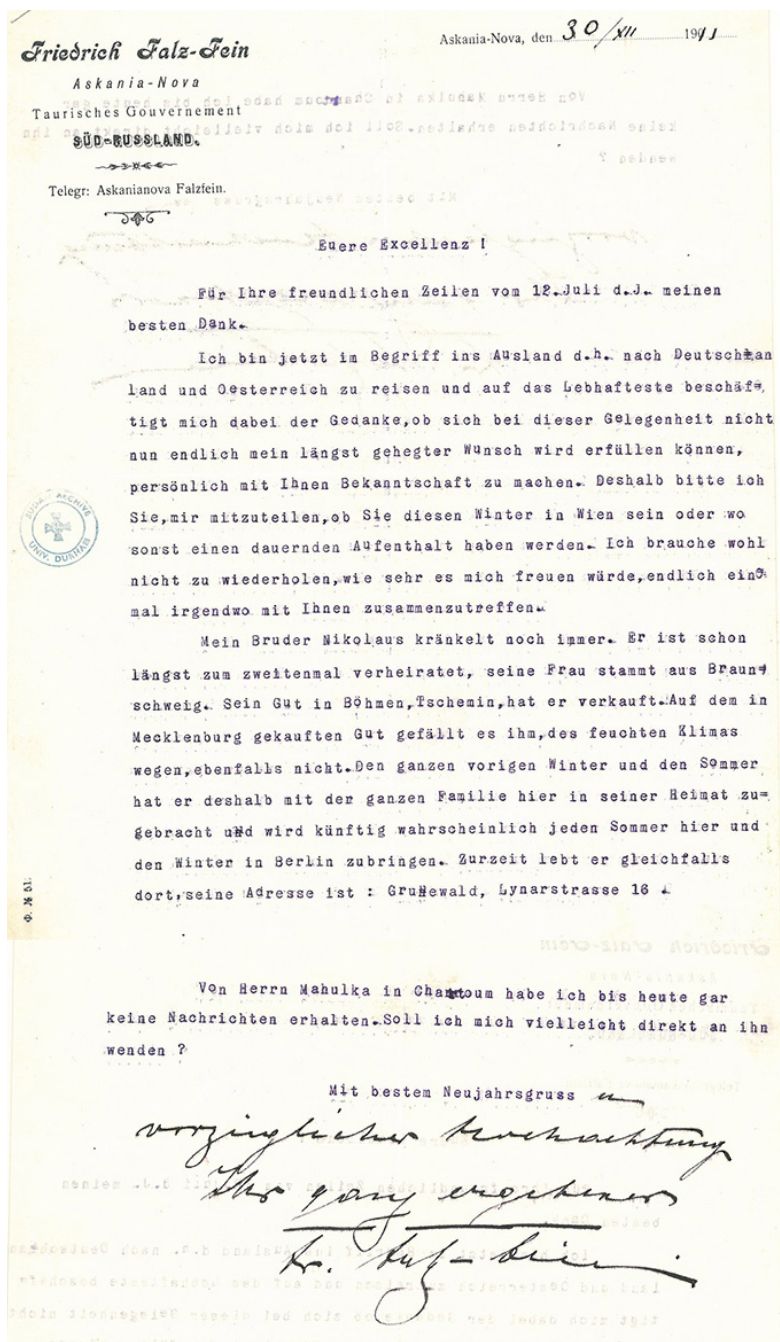 Friedrich Falz-Fein
Askania-Nova
Taurisches Gouvernement
SÜD-RUSSLAND.
Telegr: Askanianova Falzfein.
Askania-Nova, den 30/XII 1911
Euere Excellenz !
Für Ihre freundlichen Zeilen vom 12.Juli d.J. meinen
besten Dank.
Ich bin jetzt im Begriff ins Ausland d.h. nach Deutschlan
land und Oesterreich zu reisen und auf das Lebhafteste beschäf=
tigt mich dabei der Gedanke,ob sich bei dieser Gelegenheit nicht
nun endlich mein längst gehegter Wunsch wird erfüllen können,
persönlich mit Ihnen Bekanntschaft zu machen. Deshalb bitte ich
Sie,mir mitzuteilen,ob Sie diesen Winter in Wien sein oder wo
sonst einen dauernden Aufenthalt haben werden. Ich brauche wohl
nicht zu wiederholen,wie sehr es mich freuen würde,endlich ein=
mal irgendwo mit Ihnen zusammenzutreffen.
Mein Bruder Nikolaus kränkelt noch immer. Er ist schon
längst zum zweitenmal verheiratet, seine Frau stammt aus Braun=
schweig. Sein Gut in Böhmen,Tschemin,hat er verkauft.Auf dem in
Mecklenburg gekauften Gut gefällt es ihm,des feuchten Klimas
wegen,ebenfalls nicht.Den ganzen vorigen Winter und den Sommer
hat er deshalb mit der ganzen Familie hier in seiner Heimat zu=
gebracht und wird künftig wahrscheinlich jeden Sommer hier und
den Winter in Berlin zubringen. Zurzeit lebt er gleichfalls
dort,seine Adresse ist : Grunewald, Lynarstrasse 16 .
SUDAN ARCHIVE
UNIV. DURHAM
Ф. № 51.
Von Herrn Mahulka in Chartoum habe ich bis heute gar
keine Nachrichten erhalten.Soll ich mich vielleicht direkt an ihn
wenden ?
Mit bestem Neujahrsgruss u
vorzüglicher Hochachtung
Ihr ganz ergebener
Fr. Falz-Fein